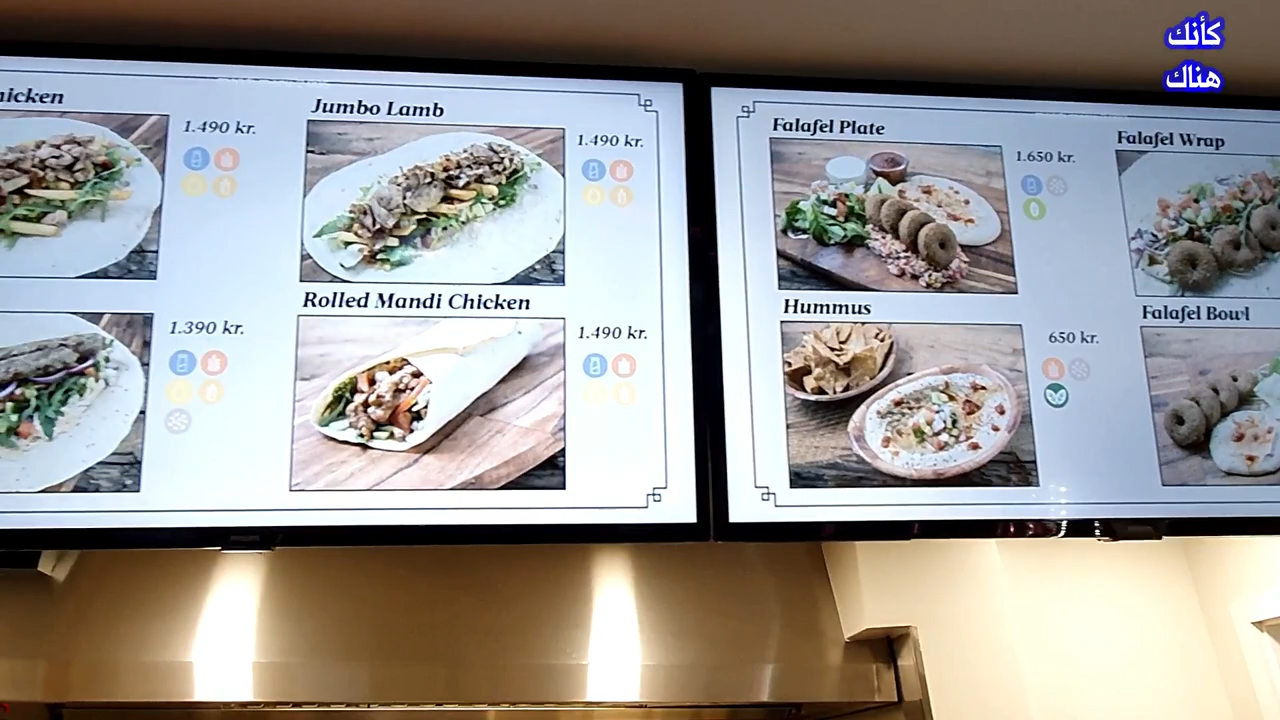 كأنك
هناك
Jumbo Lamb
1.490 kr.
1.490 kr.
Rolled Mandi Chicken
1.390 kr.
1.490 kr.
Falafel Plate
1.650 kr.
Falafel Wrap
Hummus
650 kr.
Falafel Bowl